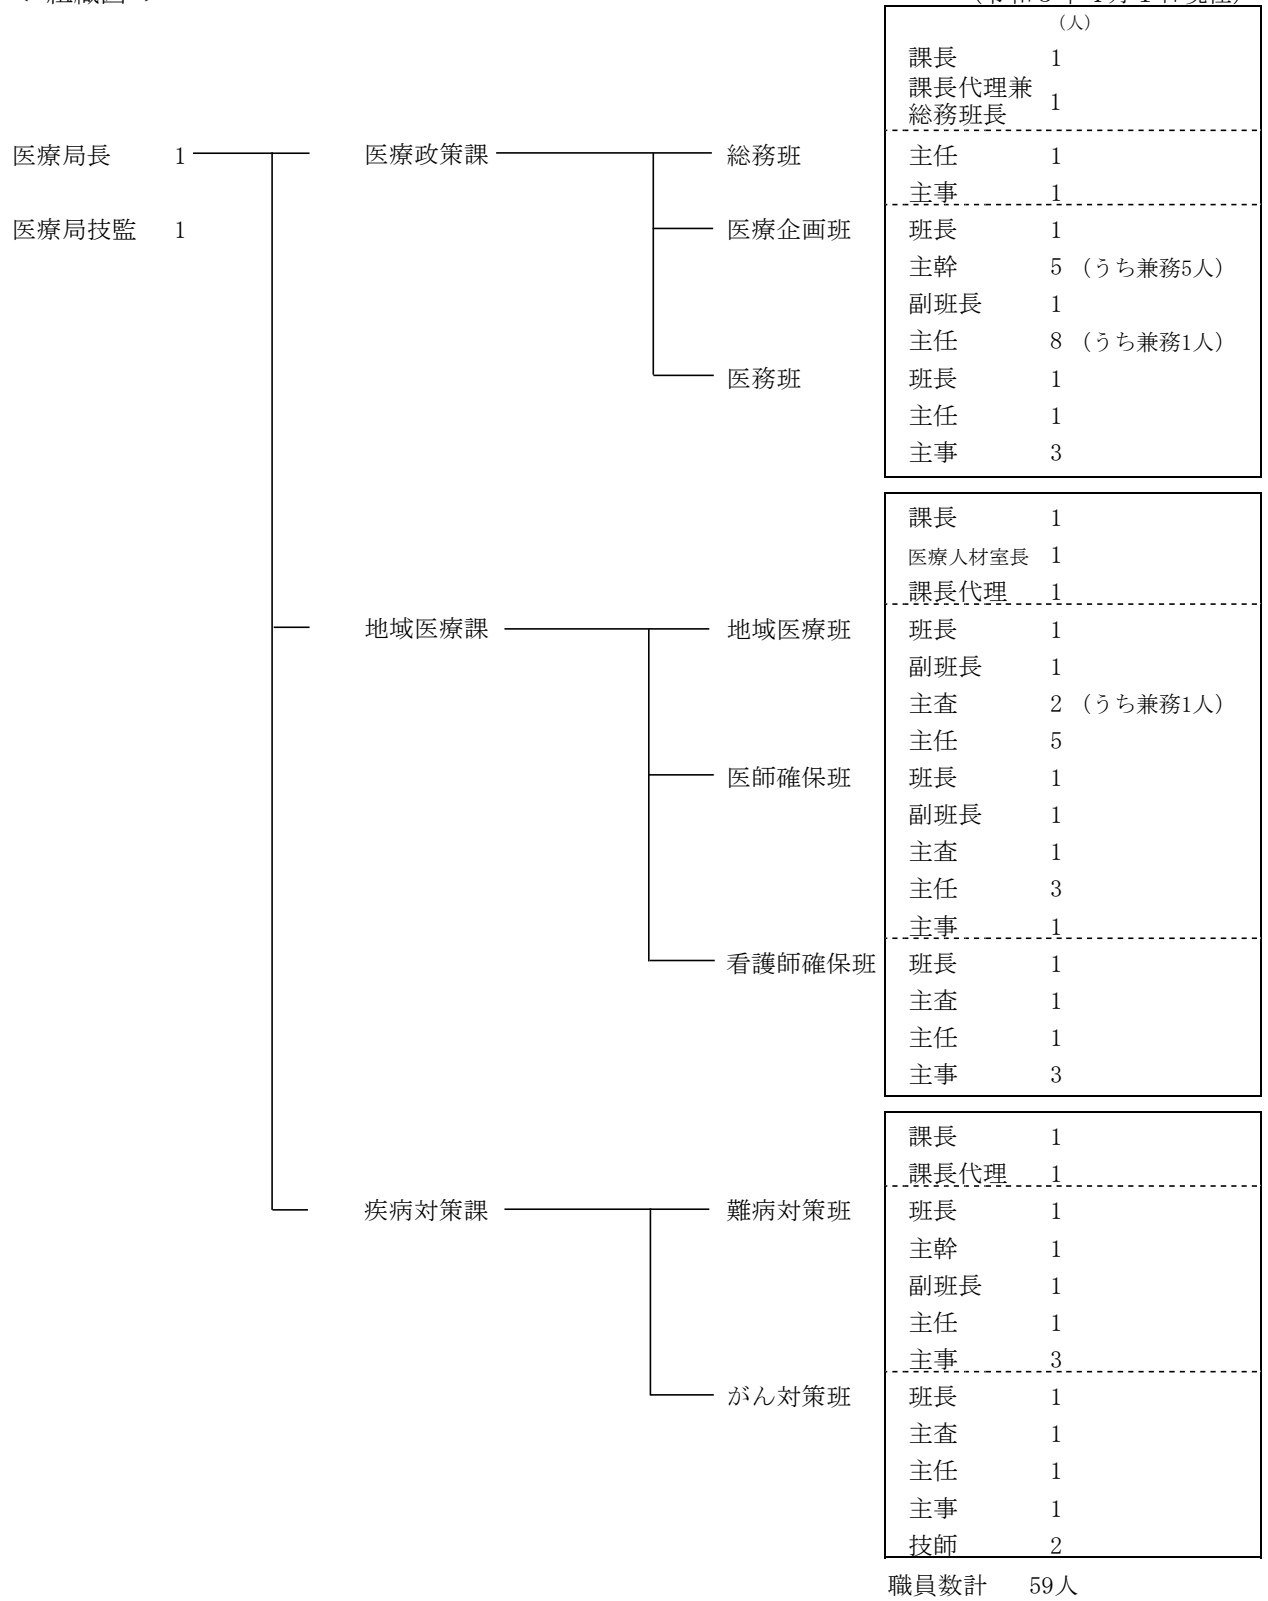 (人)
課長 1
課長代理兼
総務班長 1
医療局長 1 医療政策課 総務班 主任 1
主事 1
医療局技監 1 医療企画班 班長 1
主幹 5 (うち兼務5人)
副班長 1
主任 8 (うち兼務1人)
医務班 班長 1
主任 1
主事 3
課長 1
医療人材室長 1
課長代理 1
地域医療課 地域医療班 班長 1
副班長 1
主査 2 (うち兼務1人)
主任 5
医師確保班 班長 1
副班長 1
主査 1
主任 3
主事 1
看護師確保班 班長 1
主査 1
主任 1
主事 3
課長 1
課長代理 1
疾病対策課 難病対策班 班長 1
主幹 1
副班長 1
主任 1
主事 3
がん対策班 班長 1
主査 1
主任 1
主事 1
技師 2
職員数計 59人